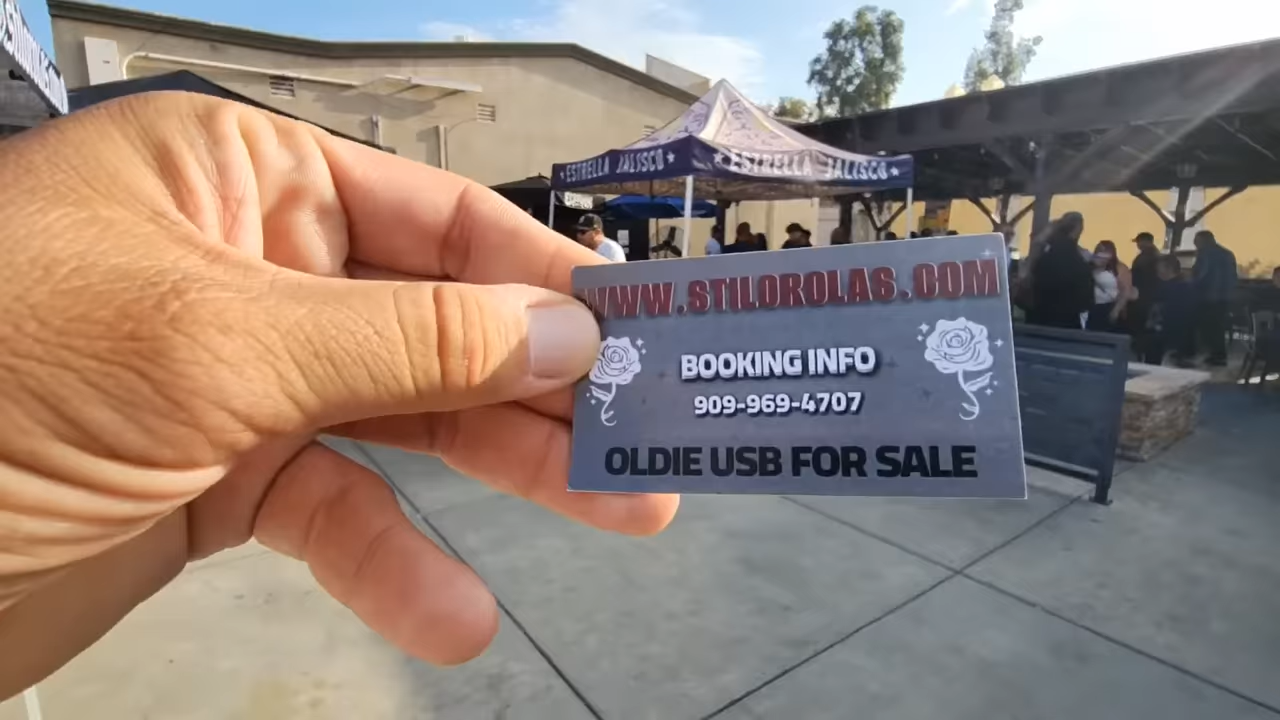 ★ESTRELLA JALISCO★
★ESTRELLA JALISCO★
WWW.STILOROLAS.COM
BOOKING INFO
909-969-4707
OLDIE USB FOR SALE